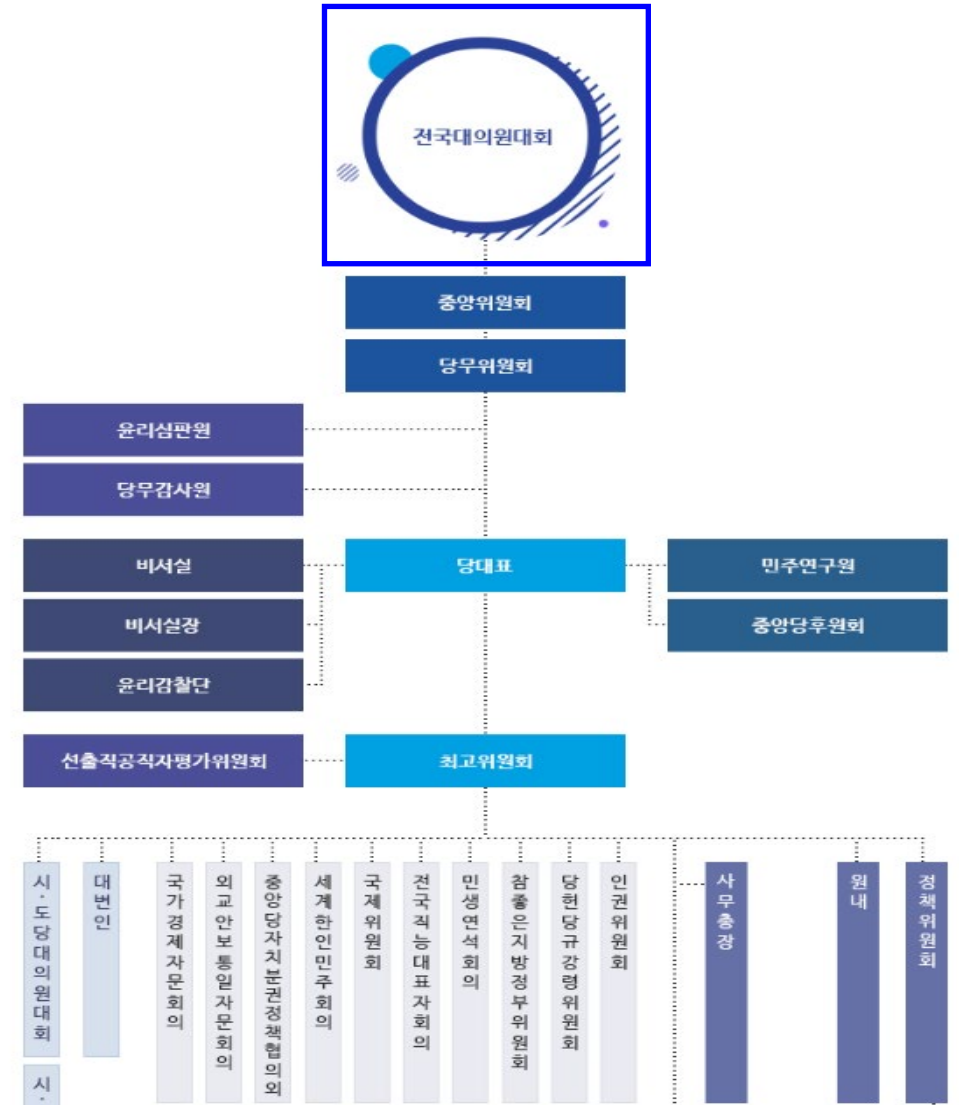 전국대의원대회
중앙위원회
당무위원회
윤리심판원
당무감사원
비서실
당대표
민주연구원
비서실장
중앙당후원회
윤리감찰단
선출직공직자평가위원회
최고위원회
시·도당대의원대회
대변인
국가경제자문회의
외교안보통일자문회의
중앙당자치분권정책협의외
세계한인민주회의
국제위원회
전국직능대표자회의
민생연석회의
참좋은지방정부위원회
당헌당규강령위원회
인권위원회
사무총장
원내
정책위원회
시·